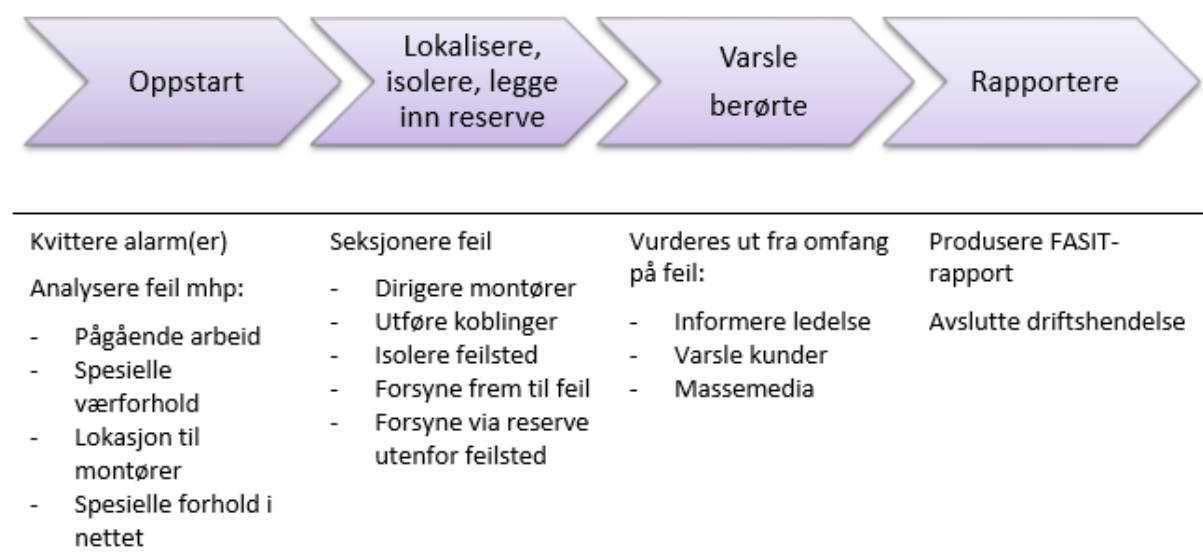 Oppstart
Lokalisere,
isolere, legge
inn reserve
Varsle
berørte
Rapportere
Kvittere alarm(er)
Analysere feil mhp:
- Pågående arbeid
- Spesielle
værforhold
- Lokasjon til
montører
- Spesielle forhold i
nettet
Seksjonere feil
- Dirigere montører
- Utføre koblinger
- Isolere feilsted
- Forsyne frem til feil
- Forsyne via reserve
utenfor feilsted
Vurderes ut fra omfang
på feil:
- Informere ledelse
- Varsle kunder
- Massemedia
Produsere FASIT-
rapport
Avslutte driftshendelse